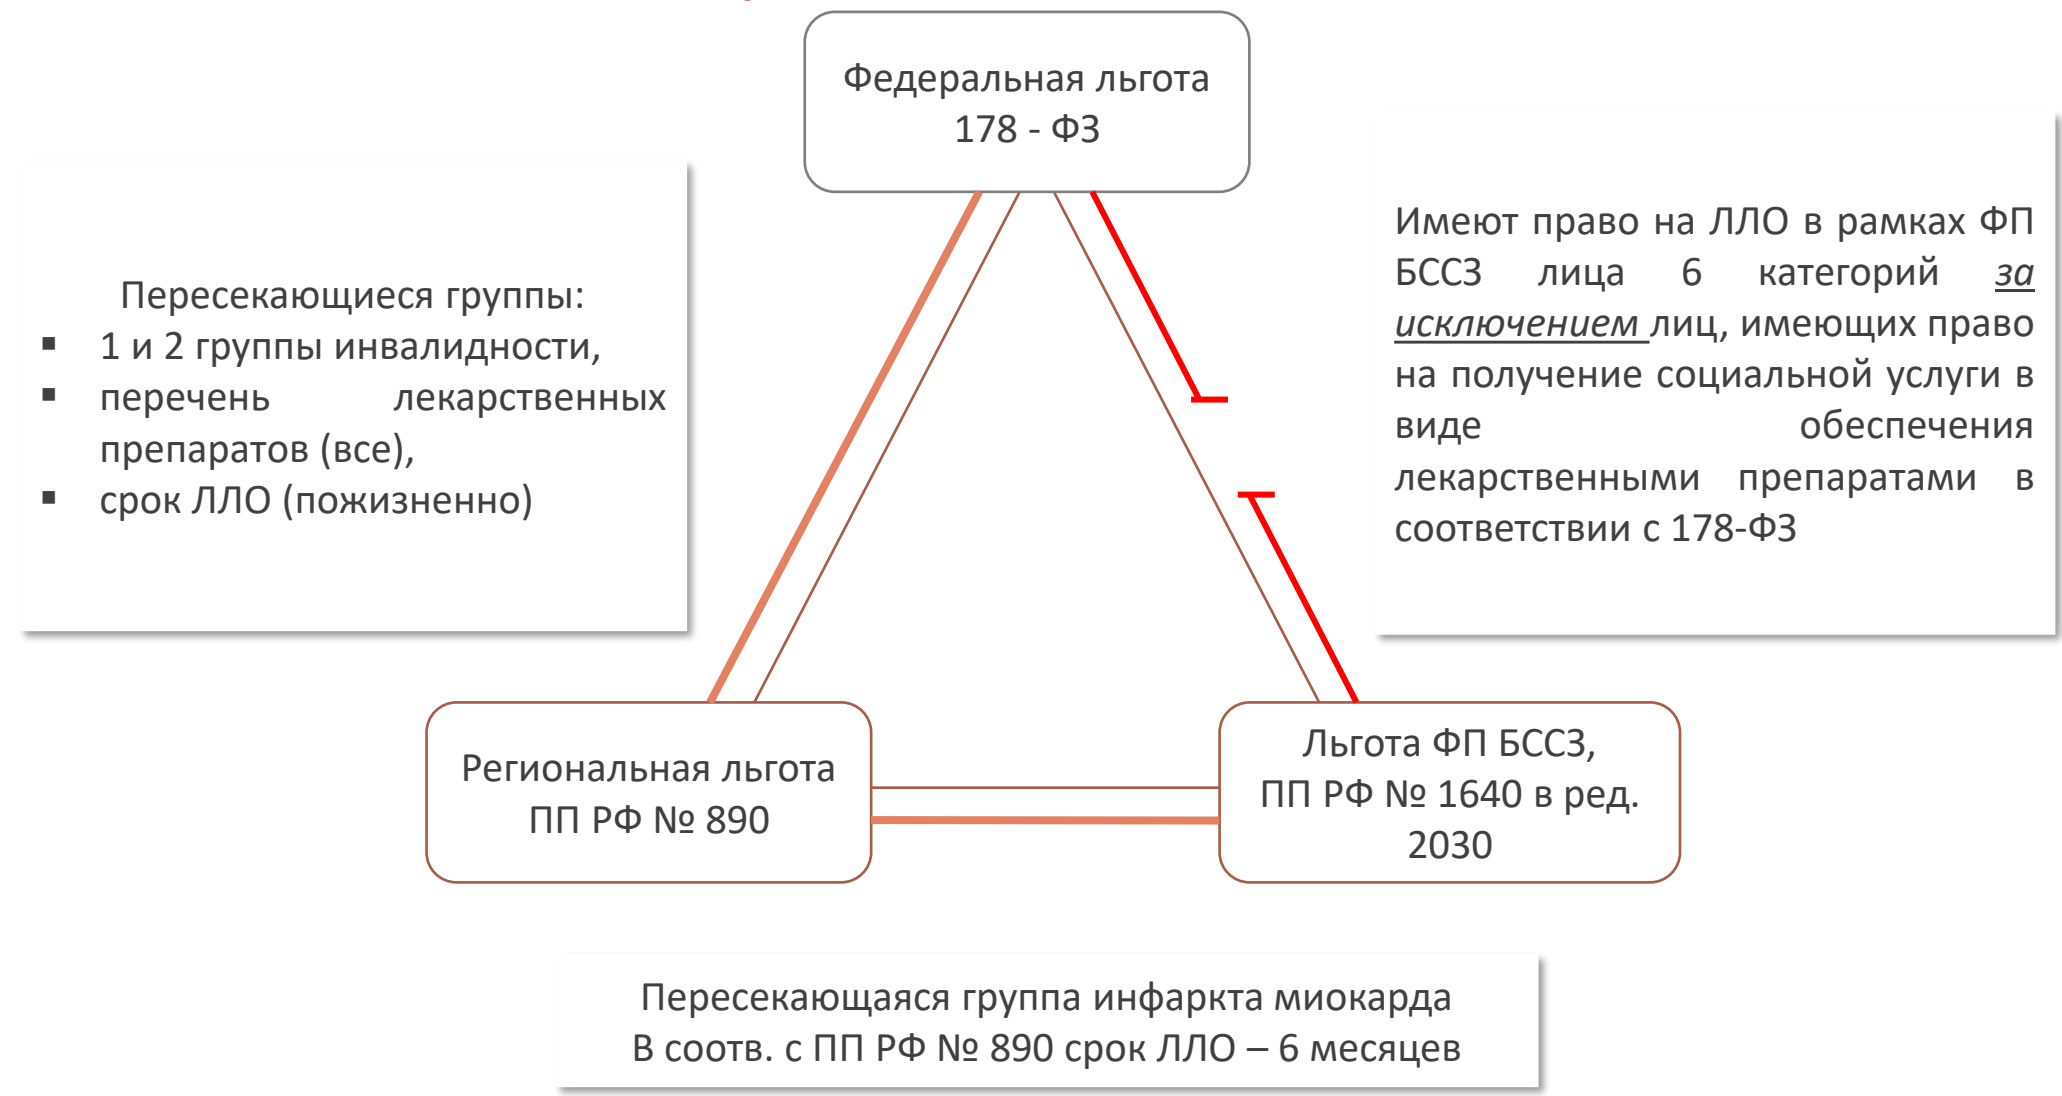 Федеральная льгота
178 - ФЗ
Пересекающиеся группы:
▪ 1 и 2 группы инвалидности,
▪ перечень лекарственных
препаратов (все),
▪ срок ЛЛО (пожизненно)
Имеют право на ЛЛО в рамках ФП
БССЗ лица 6 категорий за
исключением лиц, имеющих право
на получение социальной услуги в
виде обеспечения
лекарственными препаратами в
соответствии с 178-ФЗ
Региональная льгота
ПП РФ № 890
Льгота ФП БССЗ,
ПП РФ № 1640 в ред.
2030
Пересекающаяся группа инфаркта миокарда
В соотв. с ПП РФ № 890 срок ЛЛО – 6 месяцев